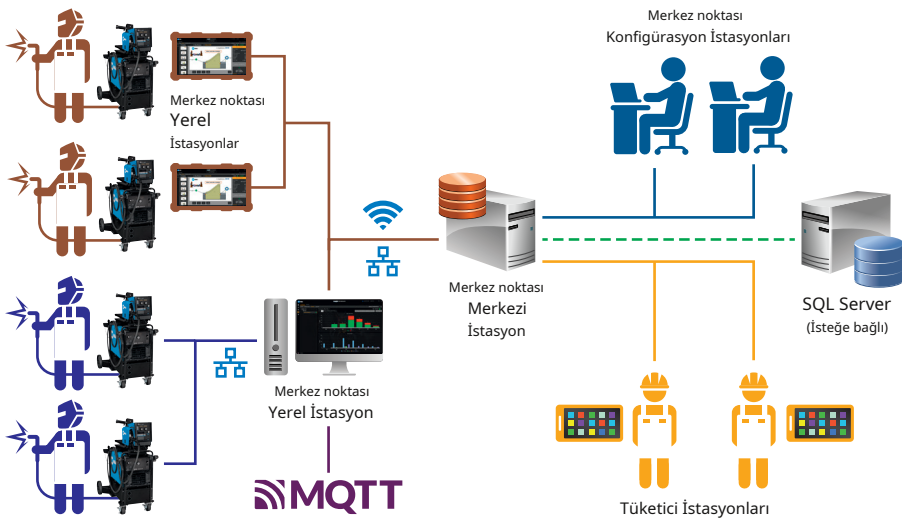 Merkez noktası
Yerel
İstasyonlar
Merkez noktası
Konfigürasyon İstasyonları
Merkez noktası
Merkezi
İstasyon
SQL Server
(İsteğe bağlı)
Merkez noktası
Yerel İstasyon
MQTT
Tüketici İstasyonları